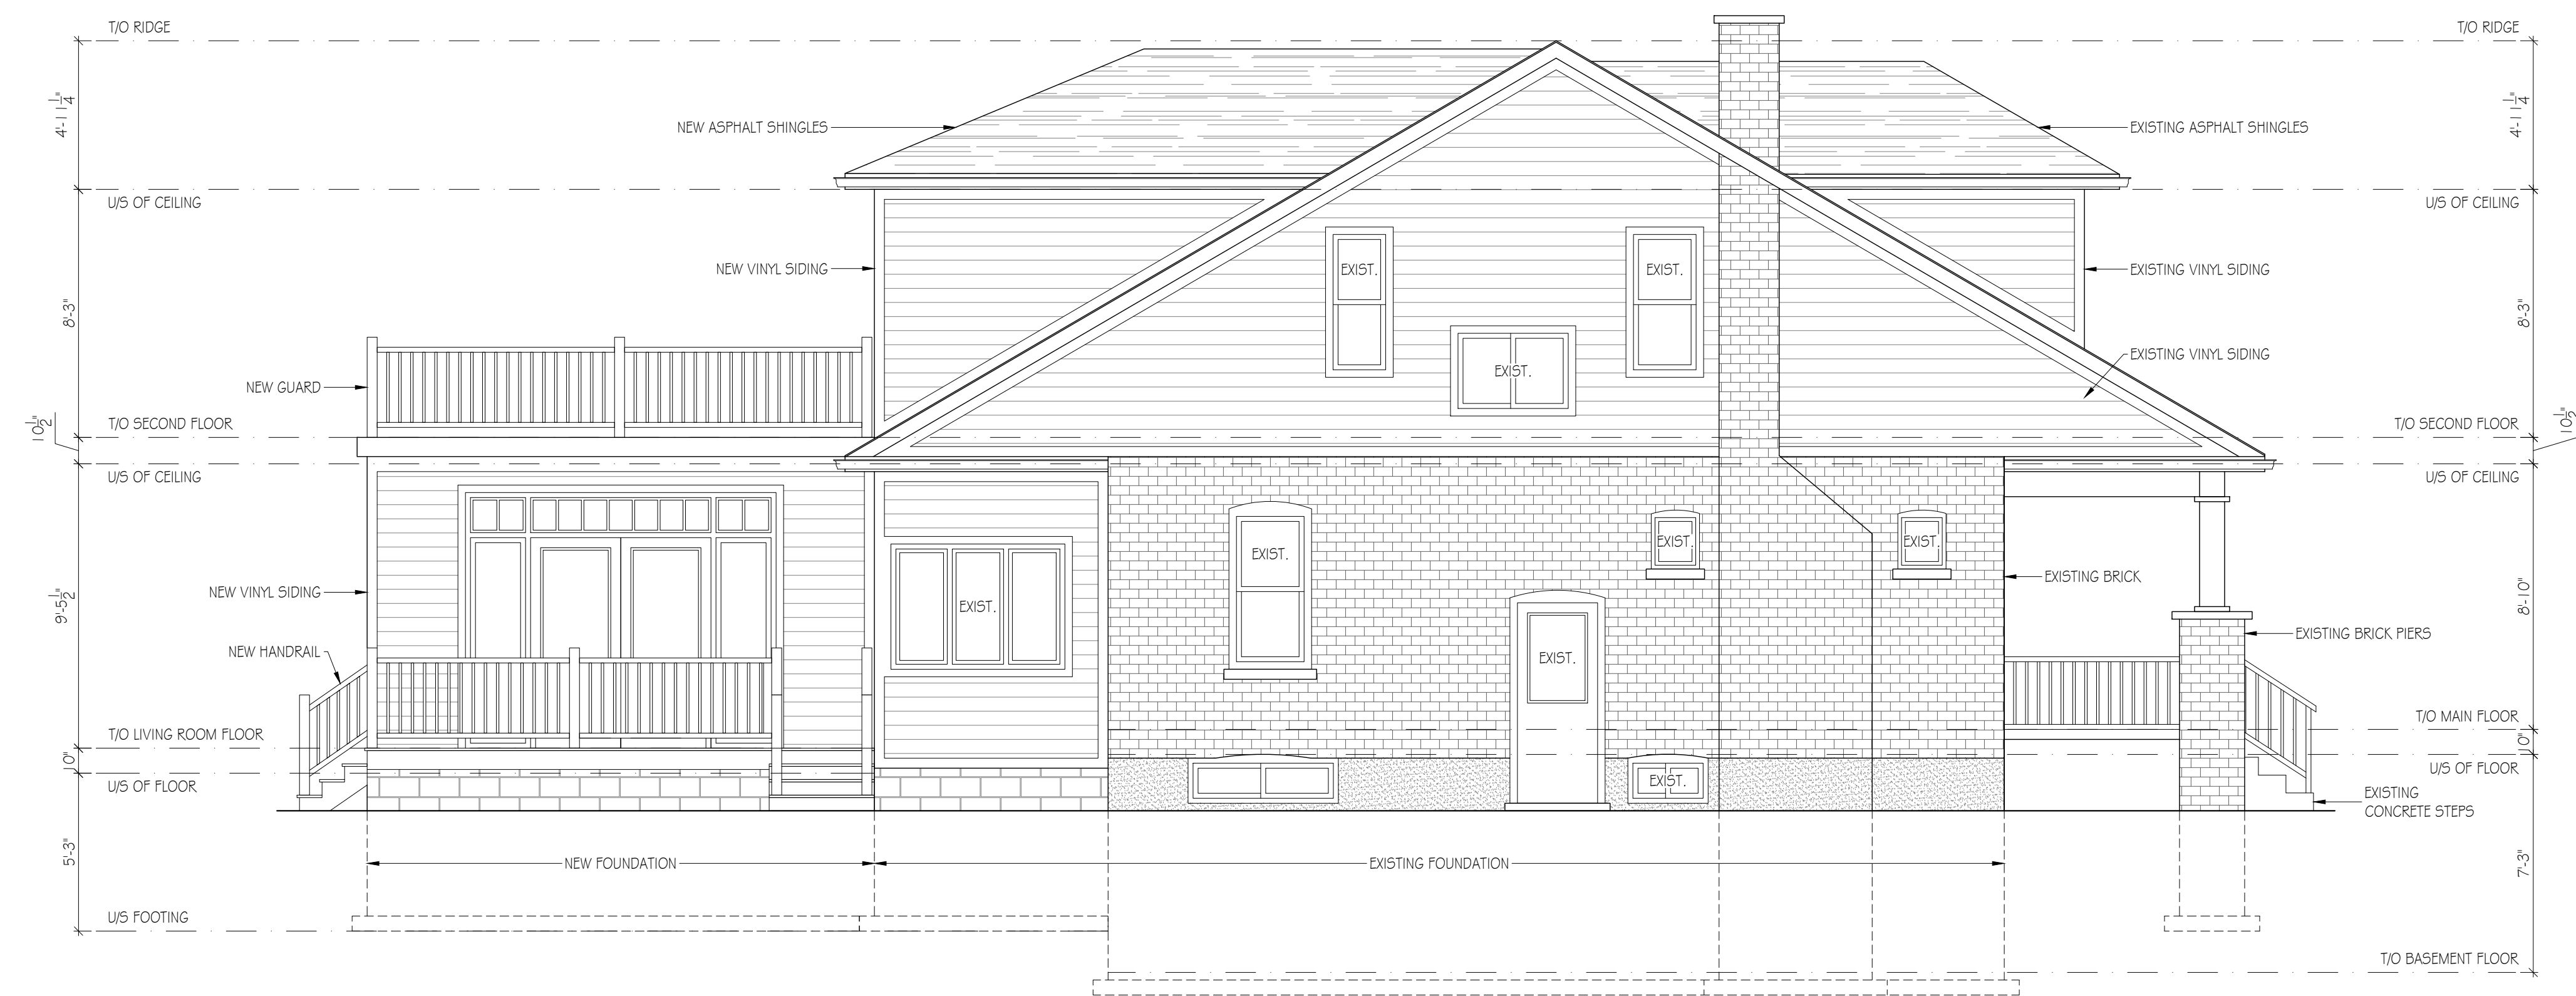 T/O RIDGE
T/O RIDGE
4'-11 1/4"
4'-11 1/4"
NEW ASPHALT SHINGLES
EXISTING ASPHALT SHINGLES
U/S OF CEILING
U/S OF CEILING
NEW VINYL SIDING
EXIST.
EXIST.
EXISTING VINYL SIDING
8'-3"
8'-3"
EXISTING VINYL SIDING
EXIST.
NEW GUARD
T/O SECOND FLOOR
T/O SECOND FLOOR
10 1/2"
10 1/2"
U/S OF CEILING
U/S OF CEILING
EXIST.
EXIST.
EXIST.
EXISTING BRICK
NEW VINYL SIDING
9'-5 1/2"
8'-10"
EXIST.
EXISTING BRICK PIERS
NEW HANDRAIL
EXIST.
T/O MAIN FLOOR
T/O LIVING ROOM FLOOR
10"
10"
U/S OF FLOOR
U/S OF FLOOR
EXIST.
EXISTING
CONCRETE STEPS
5'-3"
NEW FOUNDATION
EXISTING FOUNDATION
7'-3"
U/S FOOTING
T/O BASEMENT FLOOR